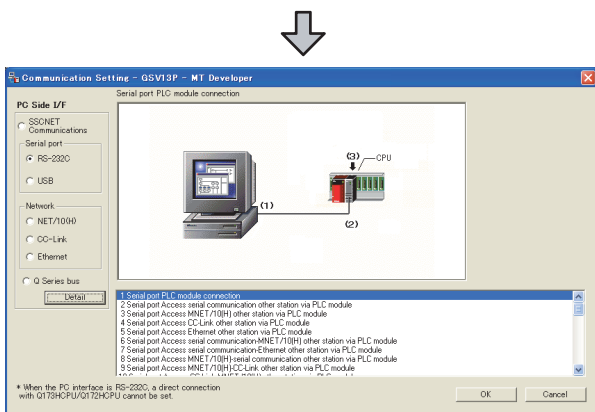 Communication Setting - GSV13P - MT Developer
Serial port PLC module connection
PC Side I/F
SSCNET
Communications
Serial port
RS-232C
USB
Network
NET/10(H)
CC-Link
Ethernet
Q Series bus
Detail
(3)
CPU
(1)
(2)
1 Serial port PLC module connection
2 Serial port Access serial communication other station via PLC module
3 Serial port Access MNET/10(H) other station via PLC module
4 Serial port Access CC-Link other station via PLC module
5 Serial port Access Ethernet other station via PLC module
6 Serial port Access serial communication-MNET/10(H) other station via PLC module
7 Serial port Access serial communication-Ethernet other station via PLC module
8 Serial port Access MNET/10(H)-serial communication other station via PLC module
9 Serial port Access MNET/10(H)-CC-Link other station via PLC module
* When the PC interface is RS-232C, a direct connection
with Q173HCPU/Q172HCPU cannot be set.
OK
Cancel